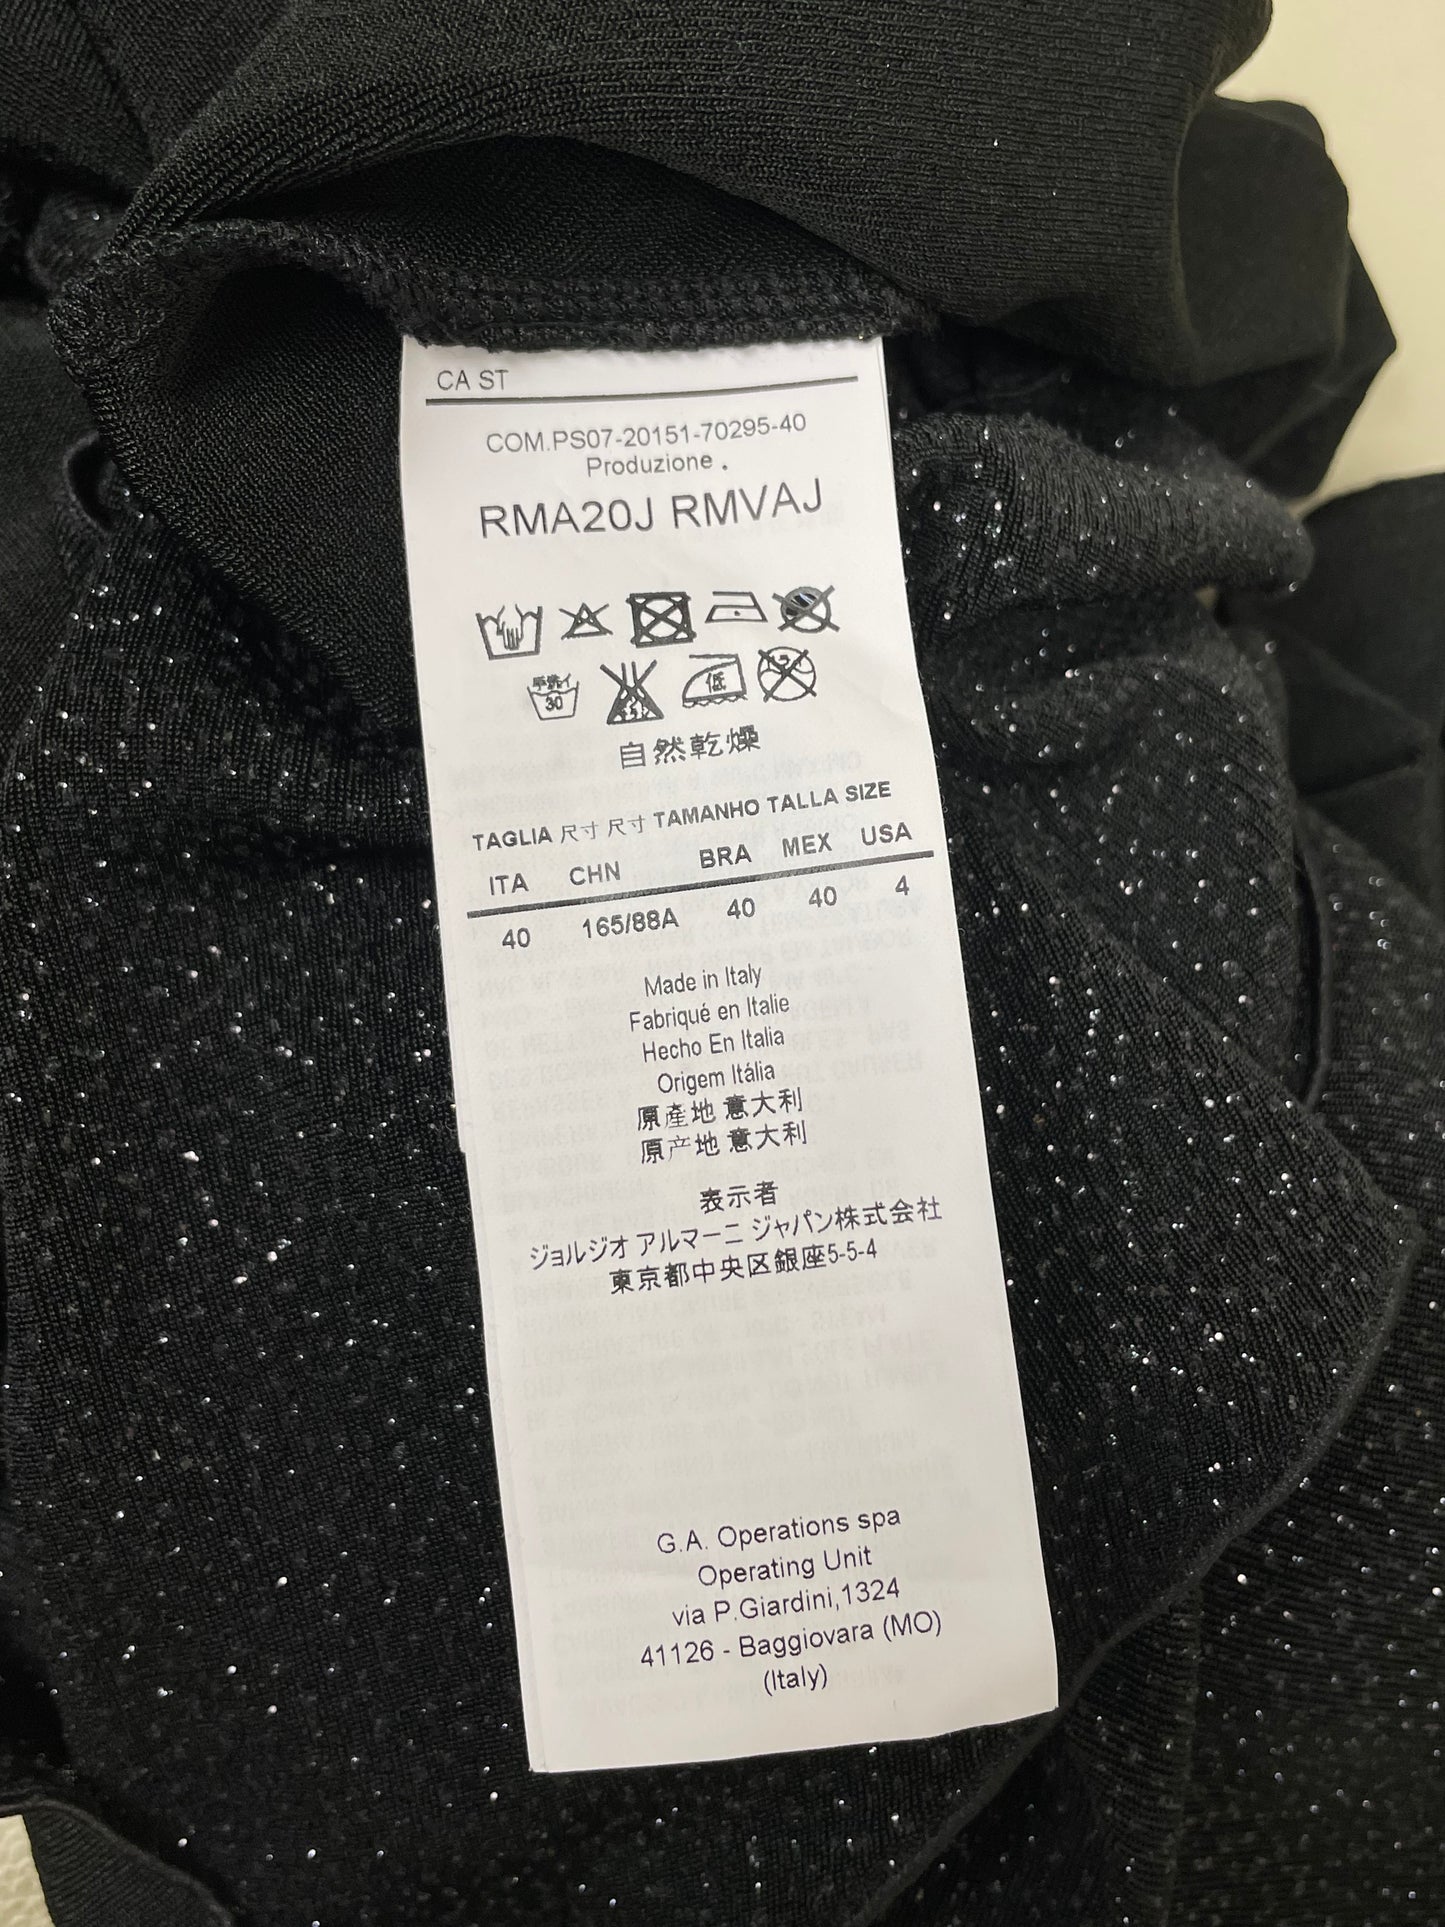 CA ST
COM.PS07-20151-70295-40
Produzione .
RMA20J RMVAJ
手洗イ
30
低
自然乾燥
TAGLIA 尺寸 尺寸 TAMANHO TALLA SIZE
ITA CHN BRA MEX USA
40 165/88A 40 40 4
Made in Italy
Fabriqué en Italie
Hecho En Italia
Origem Itália
原產地 意大利
原产地 意大利
表示者
ジョルジオ アルマーニ ジャパン株式会社
東京都中央区銀座5-5-4
G.A. Operations spa
Operating Unit
via P.Giardini,1324
41126 - Baggiovara (MO)
(Italy)